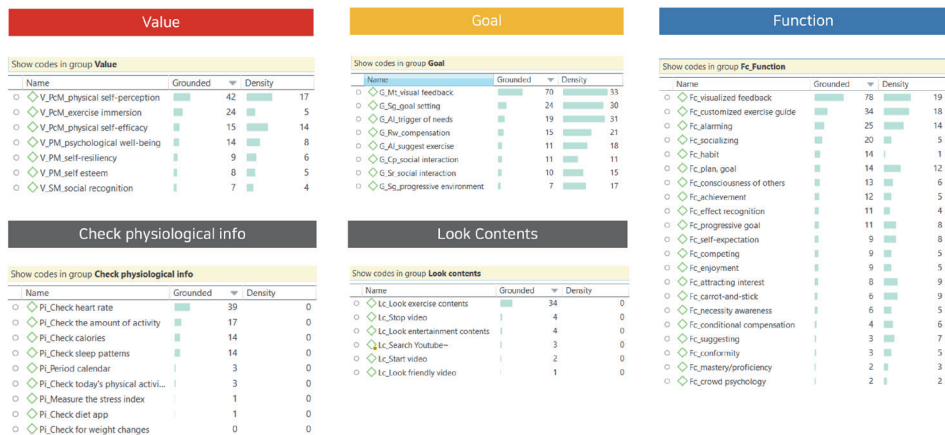 Value
Show codes in group Value
Name Grounded Density
V_PcM_physical self-perception 42 17
V_PcM_exercise immersion 24 5
V_PcM_physical self-efficacy 15 14
V_PM_psychological well-being 14 8
V_PM_self-resiliency 9 6
V_PM_self esteem 8 5
V_SM_social recognition 7 4
Goal
Show codes in group Goal
Name Grounded Density
G_Mt_visual feedback 70 33
G_Sg_goal setting 24 30
G_Al_trigger of needs 19 31
G_Rw_compensation 15 21
G_Al_suggest exercise 11 18
G_Cp_social interaction 11 11
G_Sr_social interaction 10 15
G_Sg_progressive environment 7 17
Function
Show codes in group Fc_Function
Name Grounded Density
Fc_visualized feedback 78 19
Fc_customized exercise guide 34 18
Fc_alarming 25 14
Fc_socializing 20 5
Fc_habit 14 1
Fc_plan, goal 14 12
Fc_consciousness of others 13 6
Fc_achievement 12 5
Fc_effect recognition 11 4
Fc_progressive goal 11 8
Fc_self-expectation 9 8
Fc_competing 9 5
Fc_enjoyment 9 5
Fc_attracting interest 8 9
Fc_carrot-and-stick 6 9
Fc_necessity awareness 6 5
Fc_conditional compensation 4 6
Fc_suggesting 3 7
Fc_conformity 3 5
Fc_mastery/proficiency 2 3
Fc_crowd psychology 2 2
Check physiological info
Show codes in group Check physiological info
Name Grounded Density
Pi_Check heart rate 39 0
Pi_Check the amount of activity 17 0
Pi_Check calories 14 0
Pi_Check sleep patterns 14 0
Pi_Period calendar 3 0
Pi_Check today's physical activi... 3 0
Pi_Measure the stress index 1 0
Pi_Check diet app 1 0
Pi_Check for weight changes 0 0
Look Contents
Show codes in group Look contents
Name Grounded Density
Lc_Look exercise contents 34 0
Lc_Stop video 4 0
Lc_Look entertainment contents 4 0
Lc_Search Youtube~ 3 0
Lc_Start video 2 0
Lc_Look friendly video 1 0